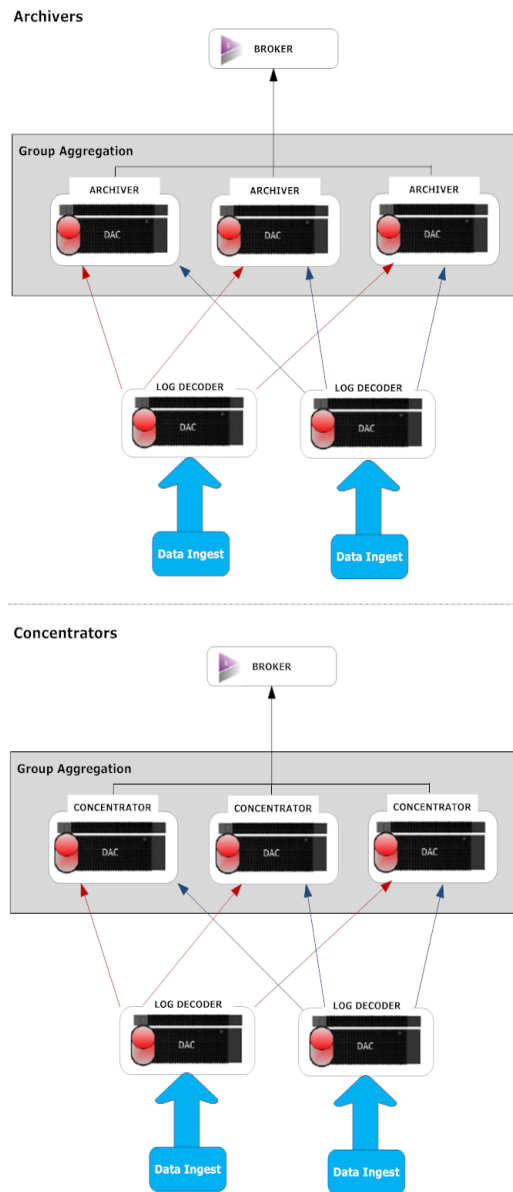 Archivers
BROKER
Group Aggregation
ARCHIVER
ARCHIVER
ARCHIVER
DAC
DAC
DAC
LOG DECODER
LOG DECODER
DAC
DAC
Data Ingest
Data Ingest
Concentrators
BROKER
Group Aggregation
CONCENTRATOR
CONCENTRATOR
CONCENTRATOR
DAC
DAC
DAC
LOG DECODER
LOG DECODER
DAC
DAC
Data Ingest
Data Ingest